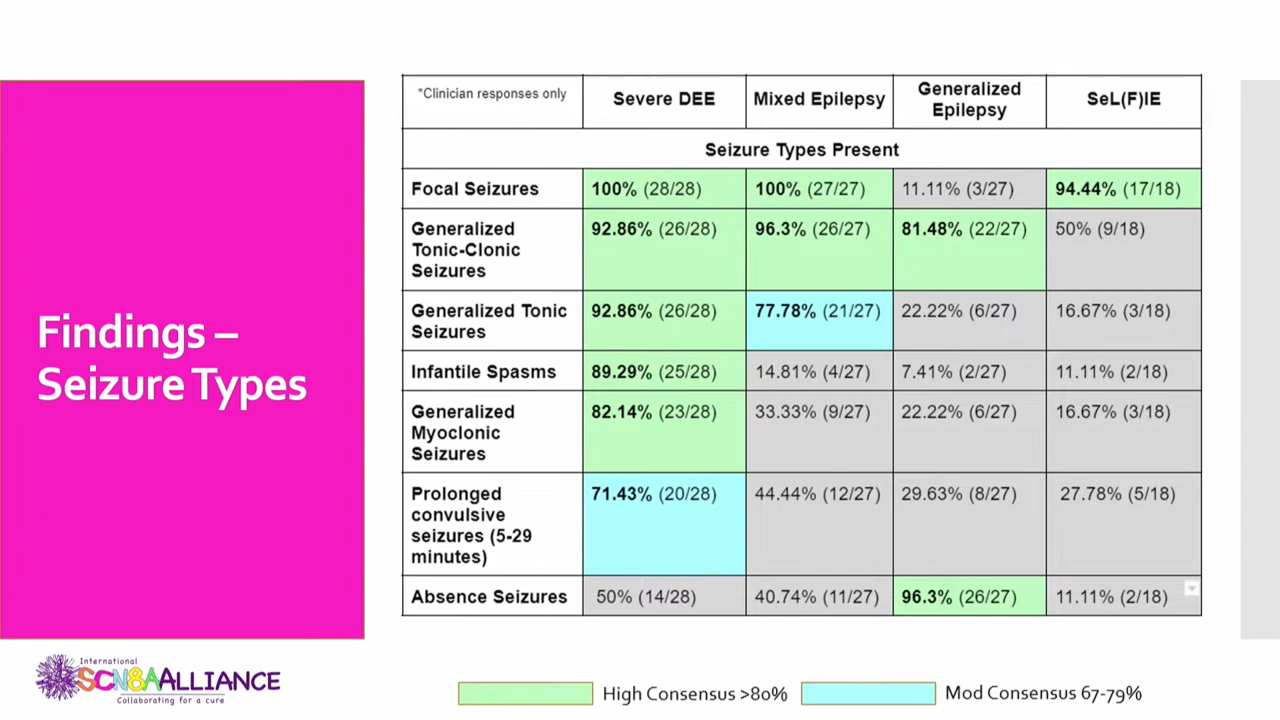 *Clinician responses only
Severe DEE
Mixed Epilepsy
Generalized
Epilepsy
SeL(F)IE
Seizure Types Present
Focal Seizures
100% (28/28)
100% (27/27)
11.11% (3/27)
94.44% (17/18)
Generalized
Tonic-Clonic
Seizures
92.86% (26/28)
96.3% (26/27)
81.48% (22/27)
50% (9/18)
Generalized Tonic
Seizures
92.86% (26/28)
77.78% (21/27)
22.22% (6/27)
16.67% (3/18)
Infantile Spasms
89.29% (25/28)
14.81% (4/27)
7.41% (2/27)
11.11% (2/18)
Generalized
Myoclonic
Seizures
82.14% (23/28)
33.33% (9/27)
22.22% (6/27)
16.67% (3/18)
Prolonged
convulsive
seizures (5-29
minutes)
71.43% (20/28)
44.44% (12/27)
29.63% (8/27)
27.78% (5/18)
Absence Seizures
50% (14/28)
40.74% (11/27)
96.3% (26/27)
11.11% (2/18)
Findings –
Seizure Types
International
SCN8A ALLIANCE
Collaborating for a cure
High Consensus >80%
Mod Consensus 67-79%